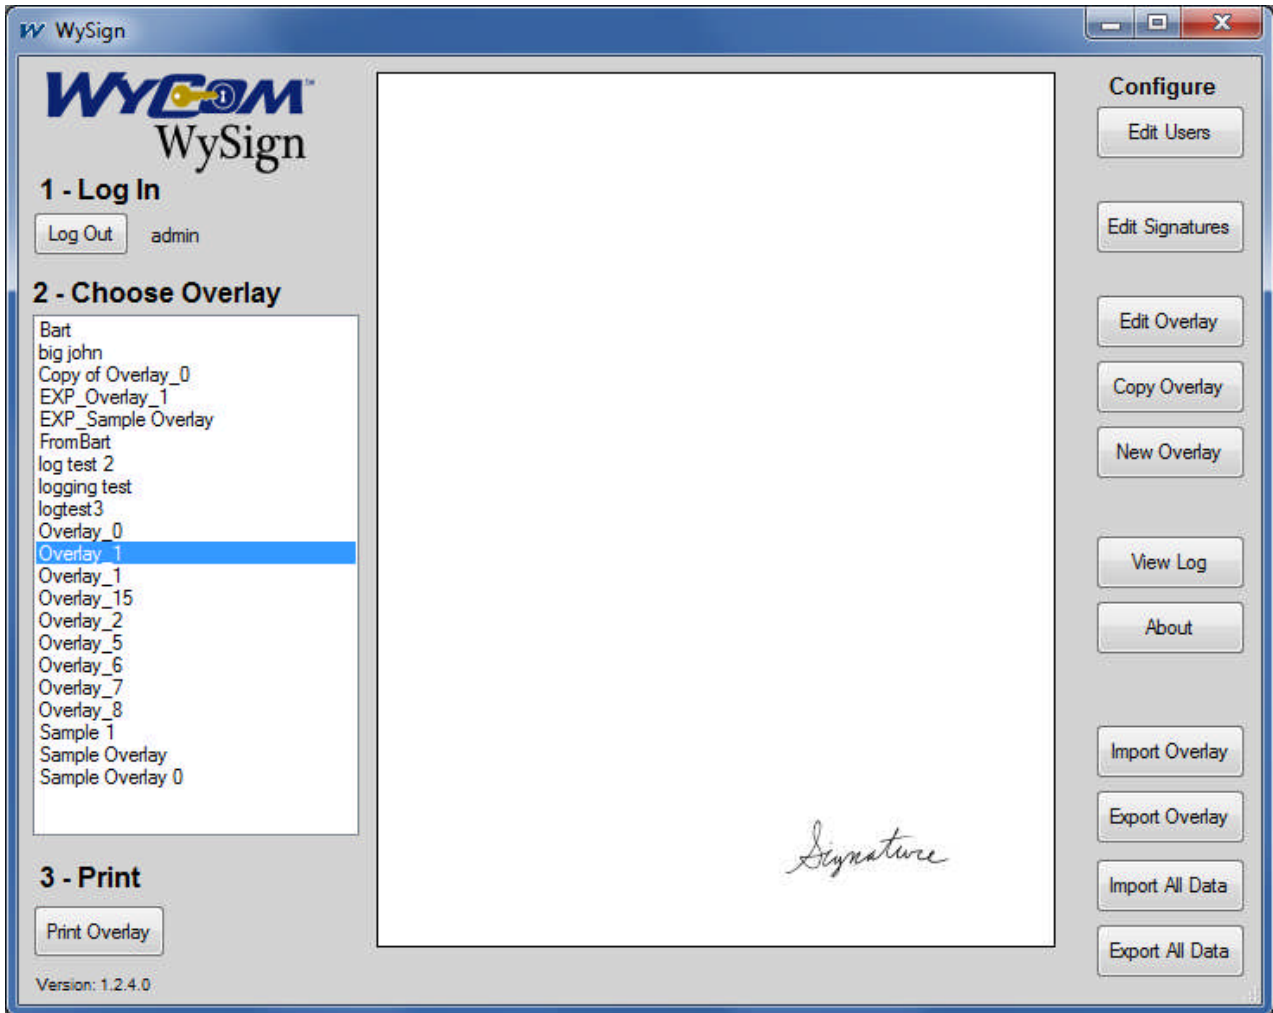 WySign
WYCOM™
WySign
1 - Log In
Log Out
admin
2 - Choose Overlay
Bart
big john
Copy of Overlay_0
EXP_Overlay_1
EXP_Sample Overlay
FromBart
log test 2
logging test
logtest3
Overlay_0
Overlay_1
Overlay_1
Overlay_15
Overlay_2
Overlay_5
Overlay_6
Overlay_7
Overlay_8
Sample 1
Sample Overlay
Sample Overlay 0
3 - Print
Print Overlay
Version: 1.2.4.0
Signature
Configure
Edit Users
Edit Signatures
Edit Overlay
Copy Overlay
New Overlay
View Log
About
Import Overlay
Export Overlay
Import All Data
Export All Data